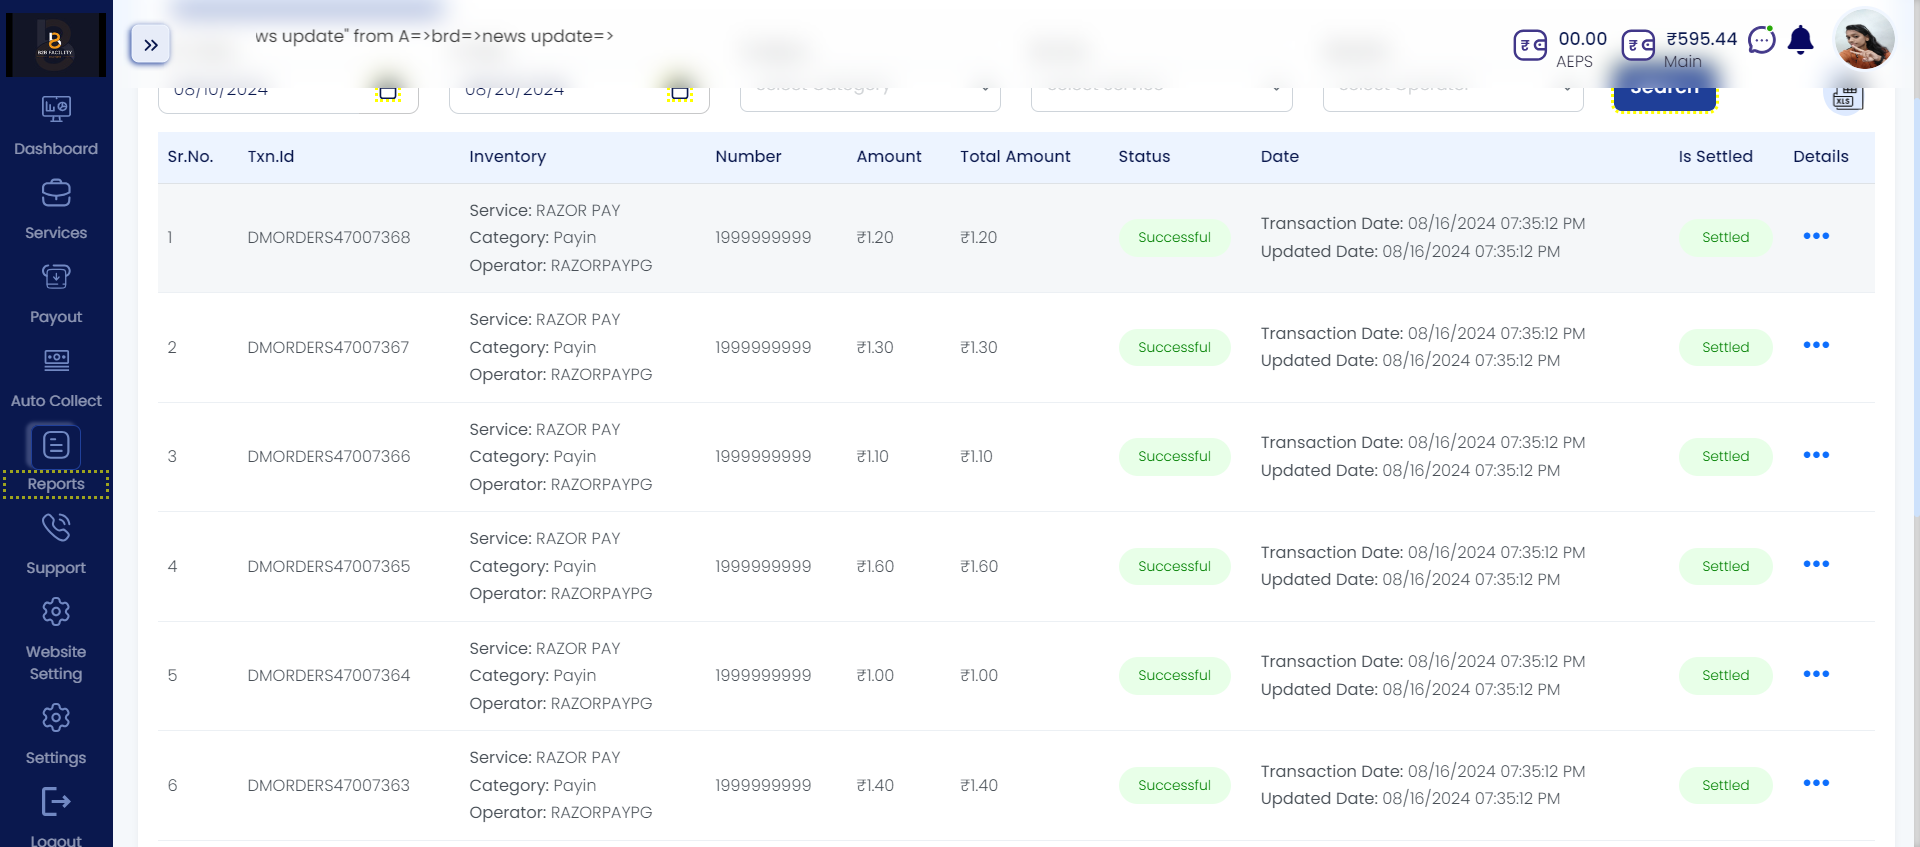 B2B FACILITY
ws update" from A=>brd=>news update=>
00.00
AEPS
₹595.44
Main
08/10/2024
08/20/2024
Select Category
Select Service
Select Operator
Search
XLS
Dashboard
Services
Payout
Auto Collect
Reports
Support
Website
Setting
Settings
Logout
Sr.No. Txn.Id Inventory Number Amount Total Amount Status Date Is Settled Details
Service: RAZOR PAY
1 DMORDERS47007368 Category: Payin 1999999999 ₹1.20 ₹1.20 Successful Transaction Date: 08/16/2024 07:35:12 PM Settled
Operator: RAZORPAYPG Updated Date: 08/16/2024 07:35:12 PM
Service: RAZOR PAY
2 DMORDERS47007367 Category: Payin 1999999999 ₹1.30 ₹1.30 Successful Transaction Date: 08/16/2024 07:35:12 PM Settled
Operator: RAZORPAYPG Updated Date: 08/16/2024 07:35:12 PM
Service: RAZOR PAY
3 DMORDERS47007366 Category: Payin 1999999999 ₹1.10 ₹1.10 Successful Transaction Date: 08/16/2024 07:35:12 PM Settled
Operator: RAZORPAYPG Updated Date: 08/16/2024 07:35:12 PM
Service: RAZOR PAY
4 DMORDERS47007365 Category: Payin 1999999999 ₹1.60 ₹1.60 Successful Transaction Date: 08/16/2024 07:35:12 PM Settled
Operator: RAZORPAYPG Updated Date: 08/16/2024 07:35:12 PM
Service: RAZOR PAY
5 DMORDERS47007364 Category: Payin 1999999999 ₹1.00 ₹1.00 Successful Transaction Date: 08/16/2024 07:35:12 PM Settled
Operator: RAZORPAYPG Updated Date: 08/16/2024 07:35:12 PM
Service: RAZOR PAY
6 DMORDERS47007363 Category: Payin 1999999999 ₹1.40 ₹1.40 Successful Transaction Date: 08/16/2024 07:35:12 PM Settled
Operator: RAZORPAYPG Updated Date: 08/16/2024 07:35:12 PM